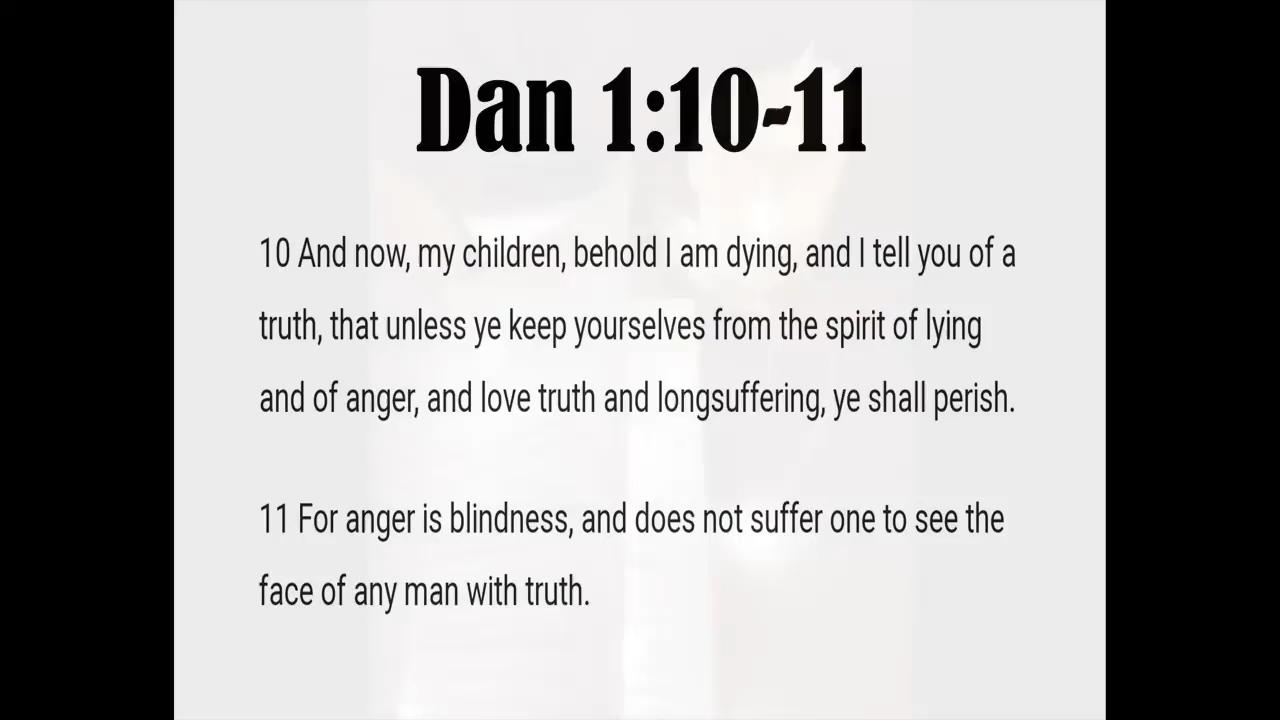 Dan 1:10-11
10 And now, my children, behold I am dying, and I tell you of a
truth, that unless ye keep yourselves from the spirit of lying
and of anger, and love truth and longsuffering, ye shall perish.
11 For anger is blindness, and does not suffer one to see the
face of any man with truth.